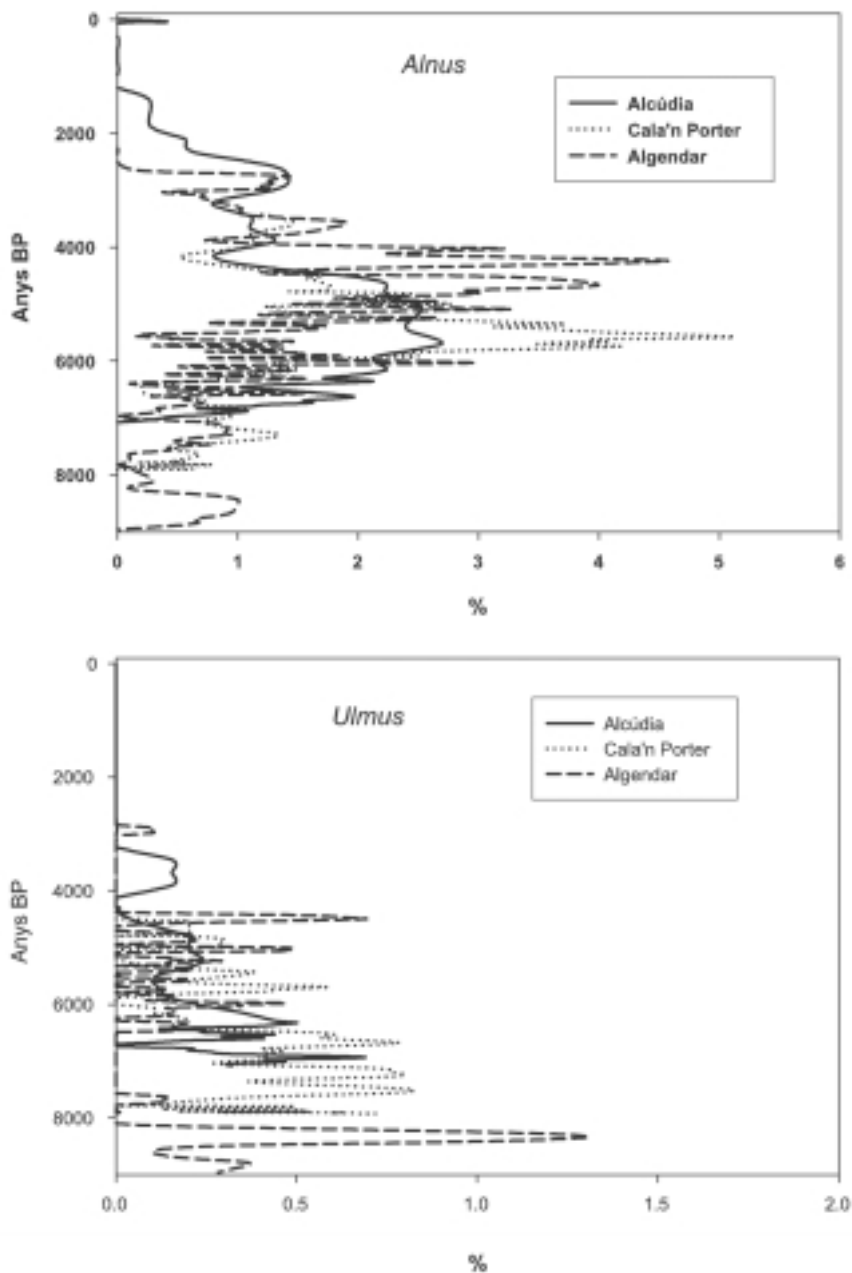 Alnus
Alcúdia
Cala'n Porter
Algendar
Anys BP
0
2000
4000
6000
8000
0 1 2 3 4 5 6
%
Ulmus
Alcúdia
Cala'n Porter
Algendar
Anys BP
0
2000
4000
6000
8000
0.0 0.5 1.0 1.5 2.0
%